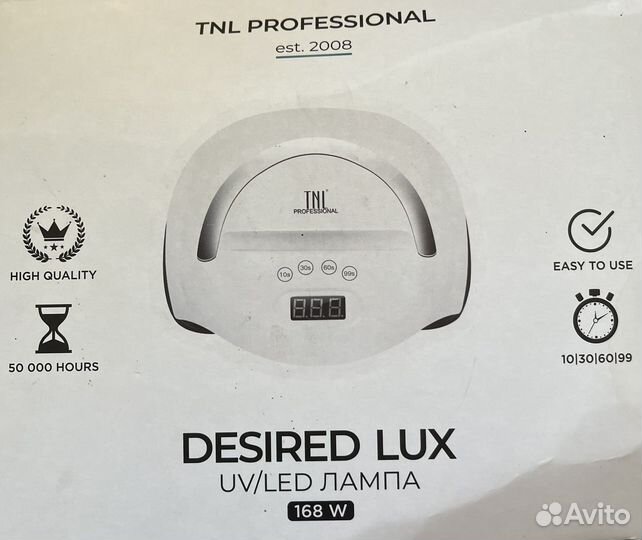 TNL PROFESSIONAL
est. 2008
TNL
PROFESSIONAL
10s 30s 60s 99s
HIGH QUALITY
EASY TO USE
50 000 HOURS
10|30|60|99
DESIRED LUX
UV/LED ЛАМПА
168 W
Avito